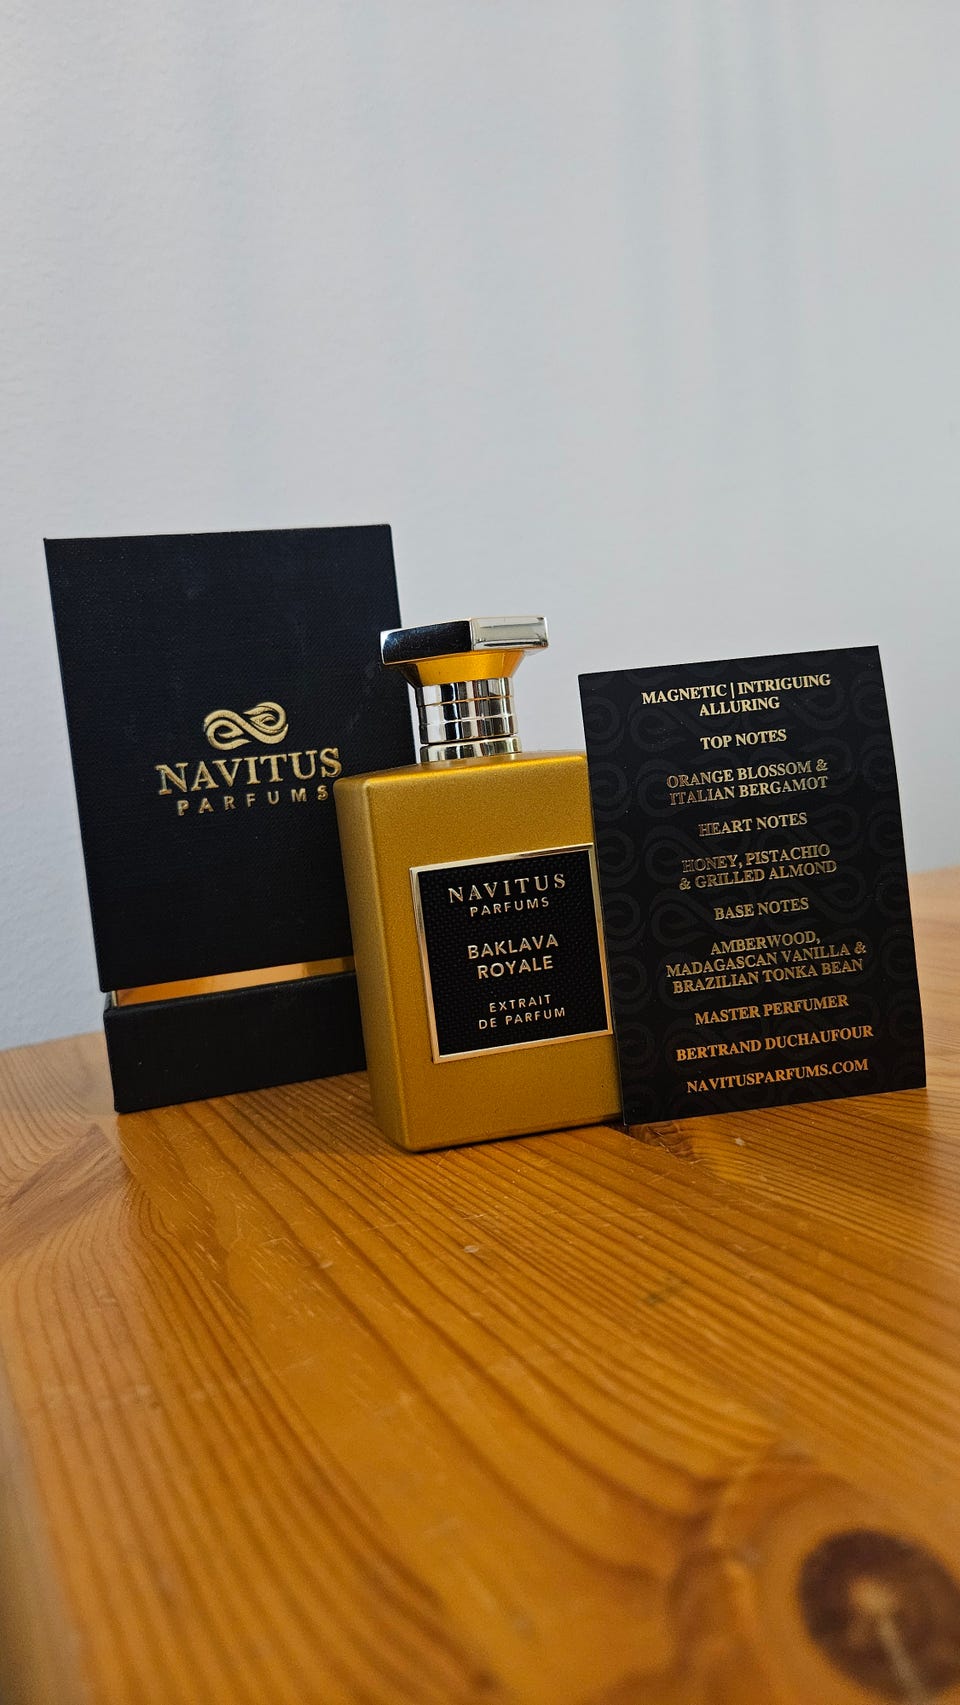 NAVITUS
PARFUMS
NAVITUS
PARFUMS
BAKLAVA
ROYALE
EXTRAIT
DE PARFUM
MAGNETIC | INTRIGUING
ALLURING
TOP NOTES
ORANGE BLOSSOM &
ITALIAN BERGAMOT
HEART NOTES
HONEY, PISTACHIO
& GRILLED ALMOND
BASE NOTES
AMBERWOOD,
MADAGASCAN VANILLA &
BRAZILIAN TONKA BEAN
MASTER PERFUMER
BERTRAND DUCHAUFOUR
NAVITUSPARFUMS.COM